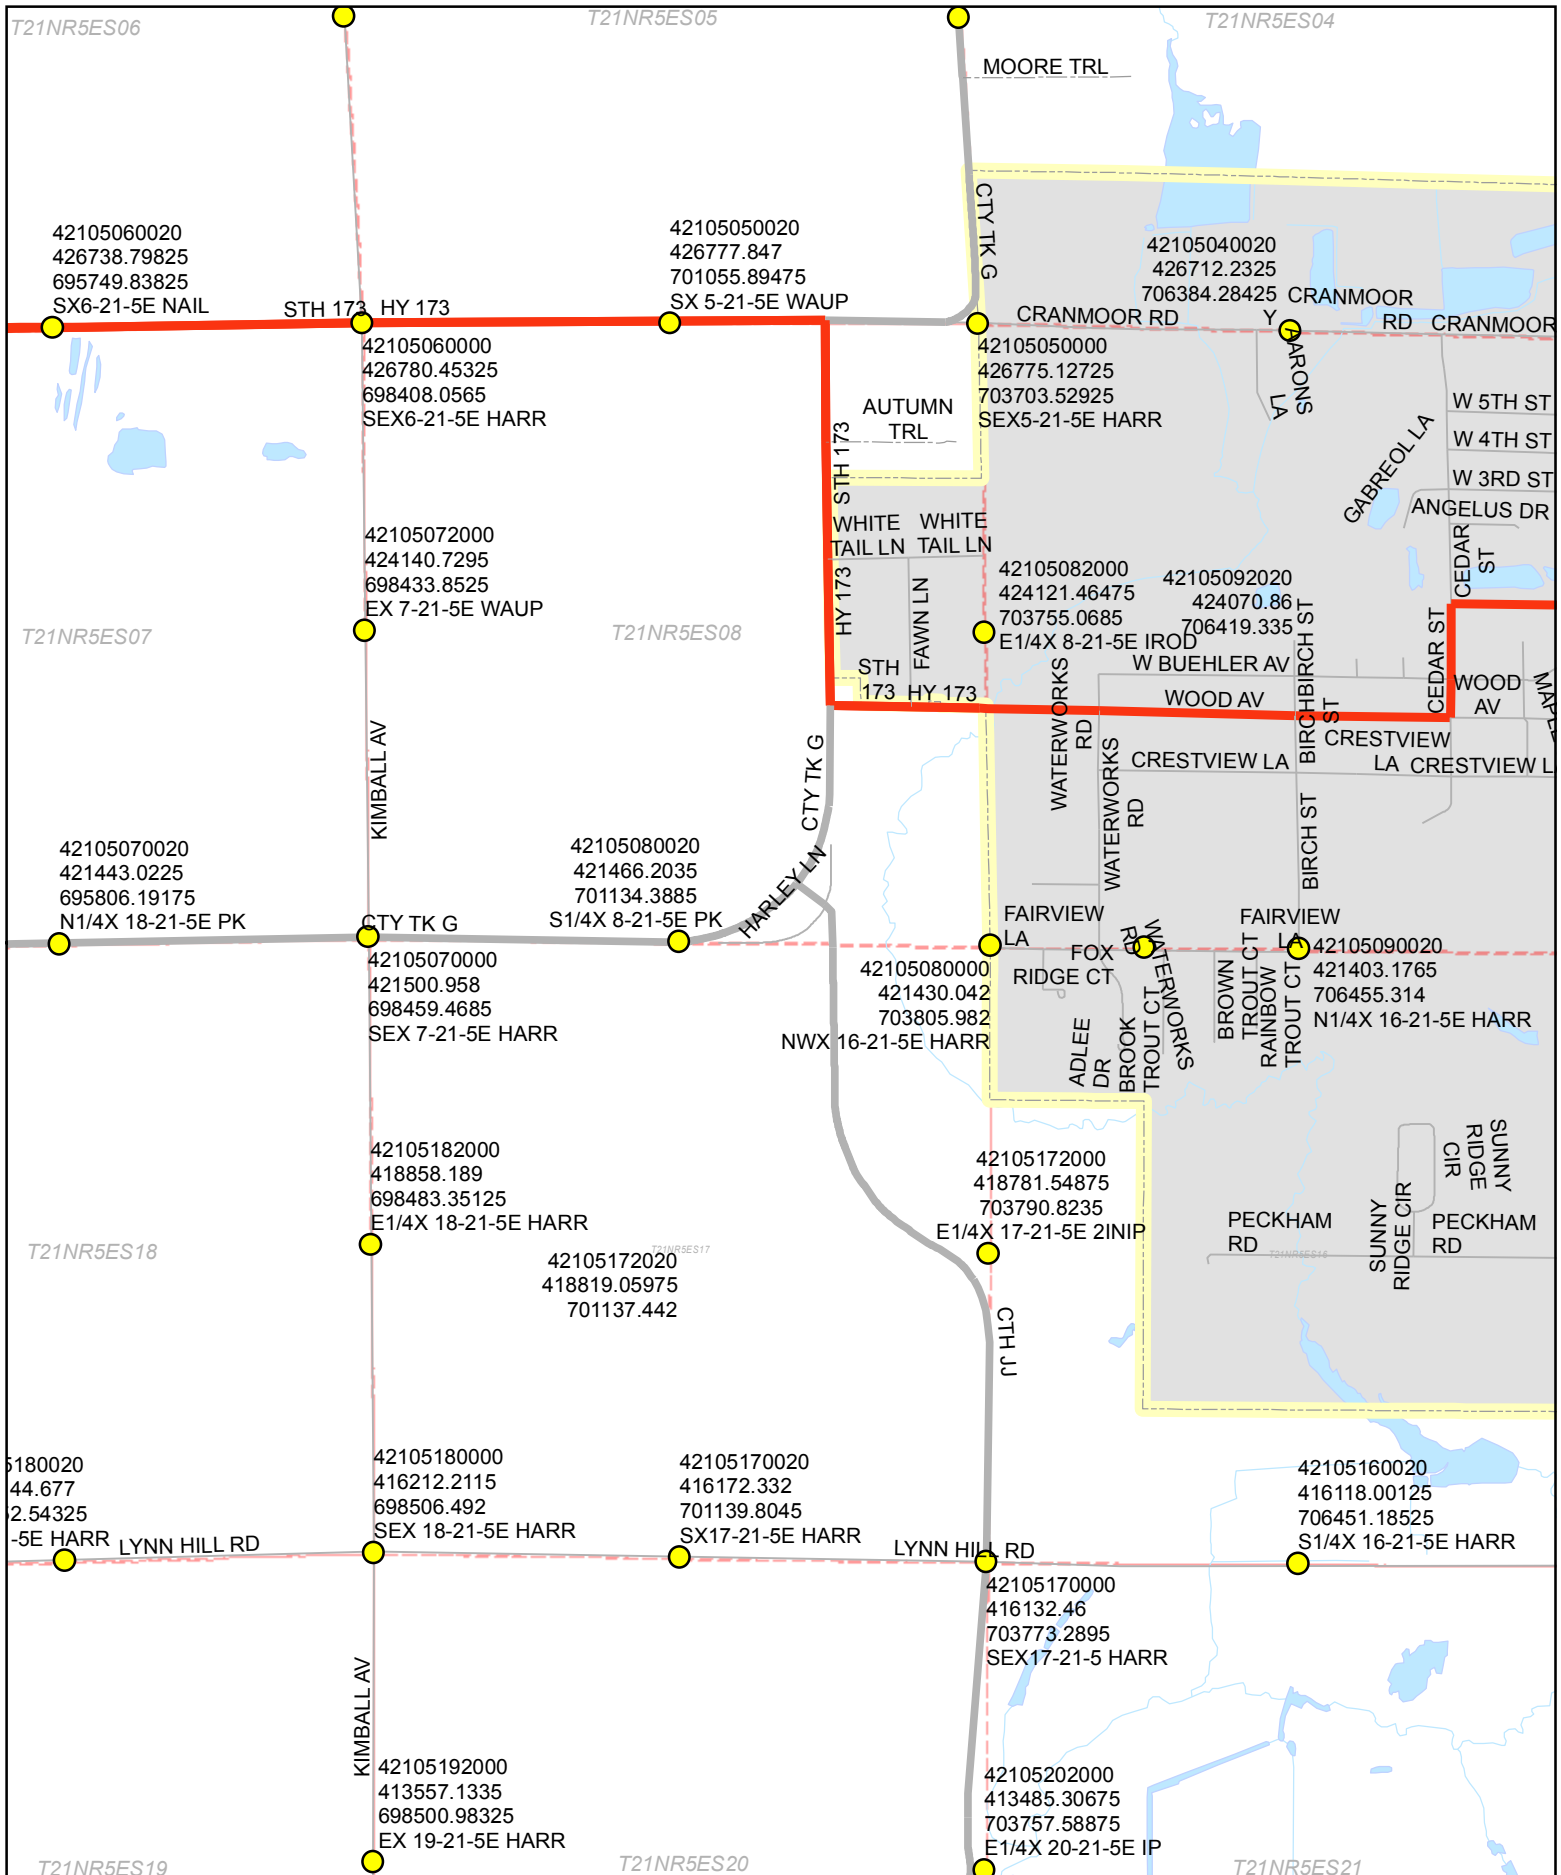 T21NR5ES06
T21NR5ES05
T21NR5ES04
MOORE TRL
CTY TK G
42105060020
426738.79825
695749.83825
SX6-21-5E NAIL
42105050020
426777.847
701055.89475
SX 5-21-5E WAUP
42105040020
426712.2325
706384.28425
Y
STH 173
HY 173
CRANMOOR RD
CRANMOOR
RD
CRANMOOR
42105060000
426780.45325
698408.0565
SEX6-21-5E HARR
42105050000
426775.12725
703703.52925
SEX5-21-5E HARR
AARONS
LA
AUTUMN
TRL
STH 173
W 5TH ST
W 4TH ST
W 3RD ST
GABREOL LA
ANGELUS DR
WHITE
TAIL LN
WHITE
TAIL LN
CEDAR
ST
42105072000
424140.7295
698433.8525
EX 7-21-5E WAUP
HY 173
FAWN LN
42105082000
424121.46475
703755.0685
E1/4X 8-21-5E IROD
42105092020
424070.86
706419.335
T21NR5ES07
T21NR5ES08
STH
173
HY 173
W BUEHLER AV
WOOD AV
BIRCH
BIRCH ST
ST
CEDAR ST
WOOD
AV
MAPLE
WATERWORKS
RD
CRESTVIEW LA
CRESTVIEW
LA
CRESTVIEW LA
KIMBALL AV
CTY TK G
WATERWORKS
RD
BIRCH ST
42105070020
421443.0225
695806.19175
N1/4X 18-21-5E PK
42105080020
421466.2035
701134.3885
S1/4X 8-21-5E PK
HARLEY LN
CTY TK G
FAIRVIEW
LA
FAIRVIEW
LA
42105070000
421500.958
698459.4685
SEX 7-21-5E HARR
42105080000
421430.042
703805.982
NWX 16-21-5E HARR
FOX
RIDGE CT
WATERWORKS
RD
42105090020
421403.1765
706455.314
N1/4X 16-21-5E HARR
ADLEE
DR
BROOK
TROUT CT
BROWN
TROUT CT
RAINBOW
TROUT CT
42105182000
418858.189
698483.35125
E1/4X 18-21-5E HARR
42105172000
418781.54875
703790.8235
E1/4X 17-21-5E 2INIP
SUNNY
RIDGE
CIR
SUNNY
RIDGE CIR
PECKHAM
RD
PECKHAM
RD
T21NR5ES18
T21NR5ES17
T21NR5ES16
42105172020
418819.05975
701137.442
CTH JJ
5180020
44.677
2.54325
-5E HARR
42105180000
416212.2115
698506.492
SEX 18-21-5E HARR
42105170020
416172.332
701139.8045
SX17-21-5E HARR
42105160020
416118.00125
706451.18525
S1/4X 16-21-5E HARR
LYNN HILL RD
LYNN HILL RD
42105170000
416132.46
703773.2895
SEX17-21-5 HARR
KIMBALL AV
42105192000
413557.1335
698500.98325
EX 19-21-5E HARR
42105202000
413485.30675
703757.58875
E1/4X 20-21-5E IP
T21NR5ES19
T21NR5ES20
T21NR5ES21